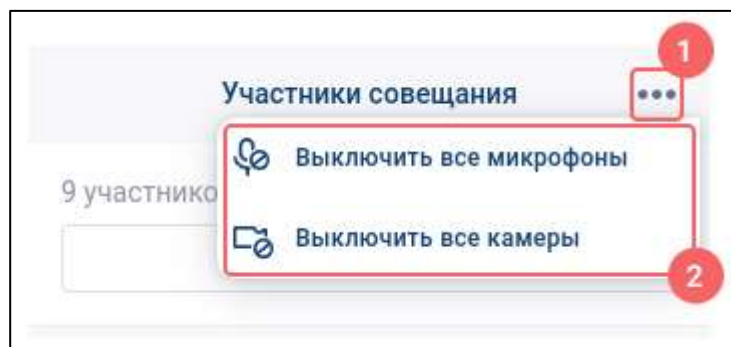 1
Участники совещания
Выключить все микрофоны
9 участнико
Выключить все камеры
2